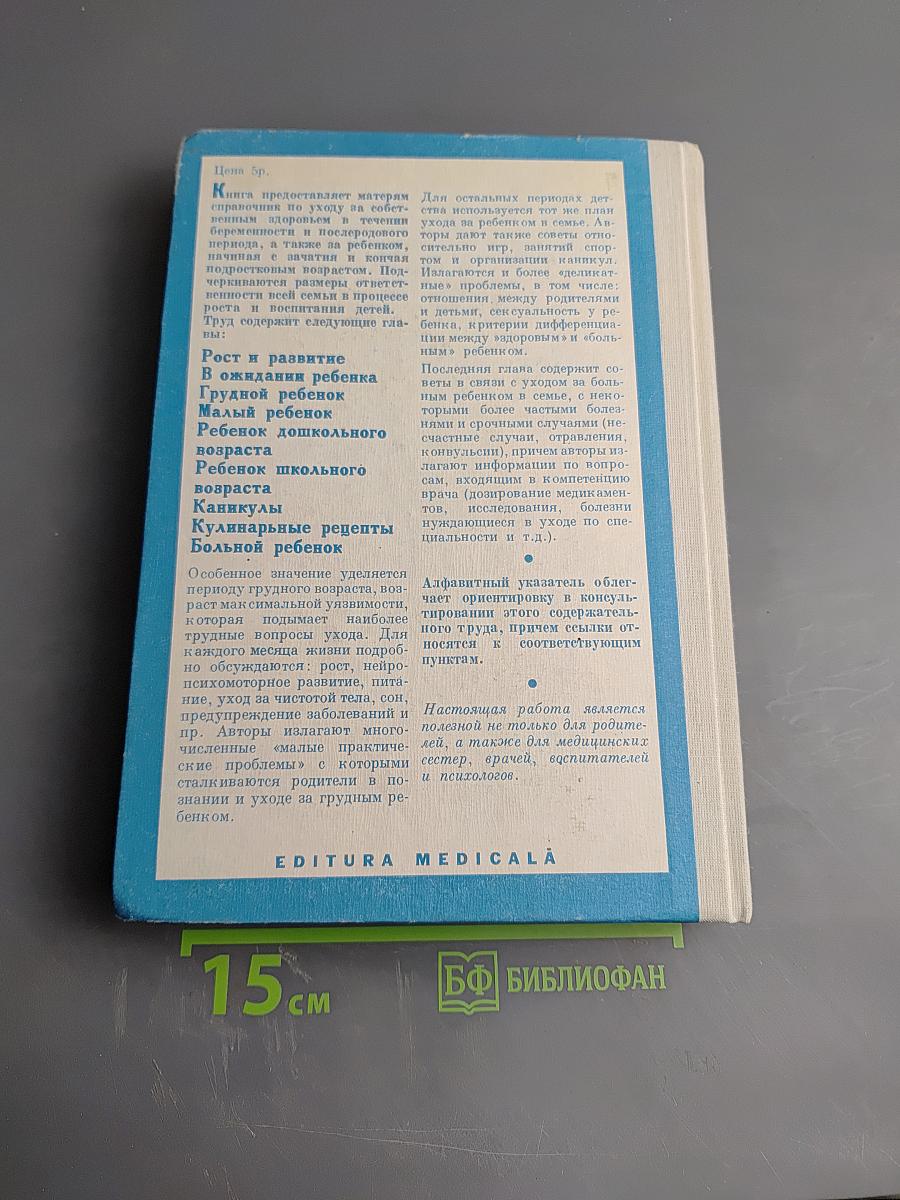 Цена 5р.
Книга предоставляет матерям
справочник по уходу за собст-
венным здоровьем в течении
беременности и послеродового
периода, а также за ребенком,
начиная с зачатия и кончая
подростковым возрастом. Под-
черкиваются размеры ответст-
венности всей семьи в процессе
роста и воспитания детей.
Труд содержит следующие гла-
вы:
Рост и развитие
В ожидании ребенка
Грудной ребенок
Малый ребенок
Ребенок дошкольного
возраста
Ребенок школьного
возраста
Каникулы
Кулинарные рецепты
Больной ребенок
Особенное значение уделяется
периоду грудного возраста, воз-
раст максимальной уязвимости,
которая подымает наиболее
трудные вопросы ухода. Для
каждого месяца жизни подроб-
но обсуждаются: рост, нейро-
психомоторное развитие, пита-
ние, уход за чистотой тела, сон,
предупреждение заболеваний и
пр. Авторы излагают много-
численные «малые практиче-
ские проблемы» с которыми
сталкиваются родители в по-
знании и уходе за грудным ре-
бенком.
Для остальных периодах дет-
ства используется тот же план
ухода за ребенком в семье. Ав-
торы дают также советы отно-
сительно игр, занятий спор-
том и организации каникул.
Излагаются и более «деликат-
ные» проблемы, в том числе:
отношения между родителями
и детьми, сексуальность у ре-
бенка, критерии дифференциа-
ции между »здоровым» и «боль-
ным» ребенком.
Последняя глава содержит со-
веты в связи с уходом за боль-
ным ребенком в семье, с неко-
торыми более частыми болез-
нями и срочными случаями (не-
счастные случаи, отравления,
конвульсии), причем авторы из-
лагают информации по вопро-
сам, входящим в компетенцию
врача (дозирование медикамен-
тов, исследования, болезни
нуждающиеся в уходе по спе-
циальности и т.д.).
Алфавитный указатель облег-
чает ориентировку в консуль-
тировании этого содержатель-
ного труда, причем ссылки от-
носятся к соответствующим
пунктам.
Настоящая работа является
полезной не только для родите-
лей, а также для медицинских
сестер, врачей, воспитателей
и психологов.
EDITURA MEDICALĂ
15 см
БФ БИБЛИОФАН